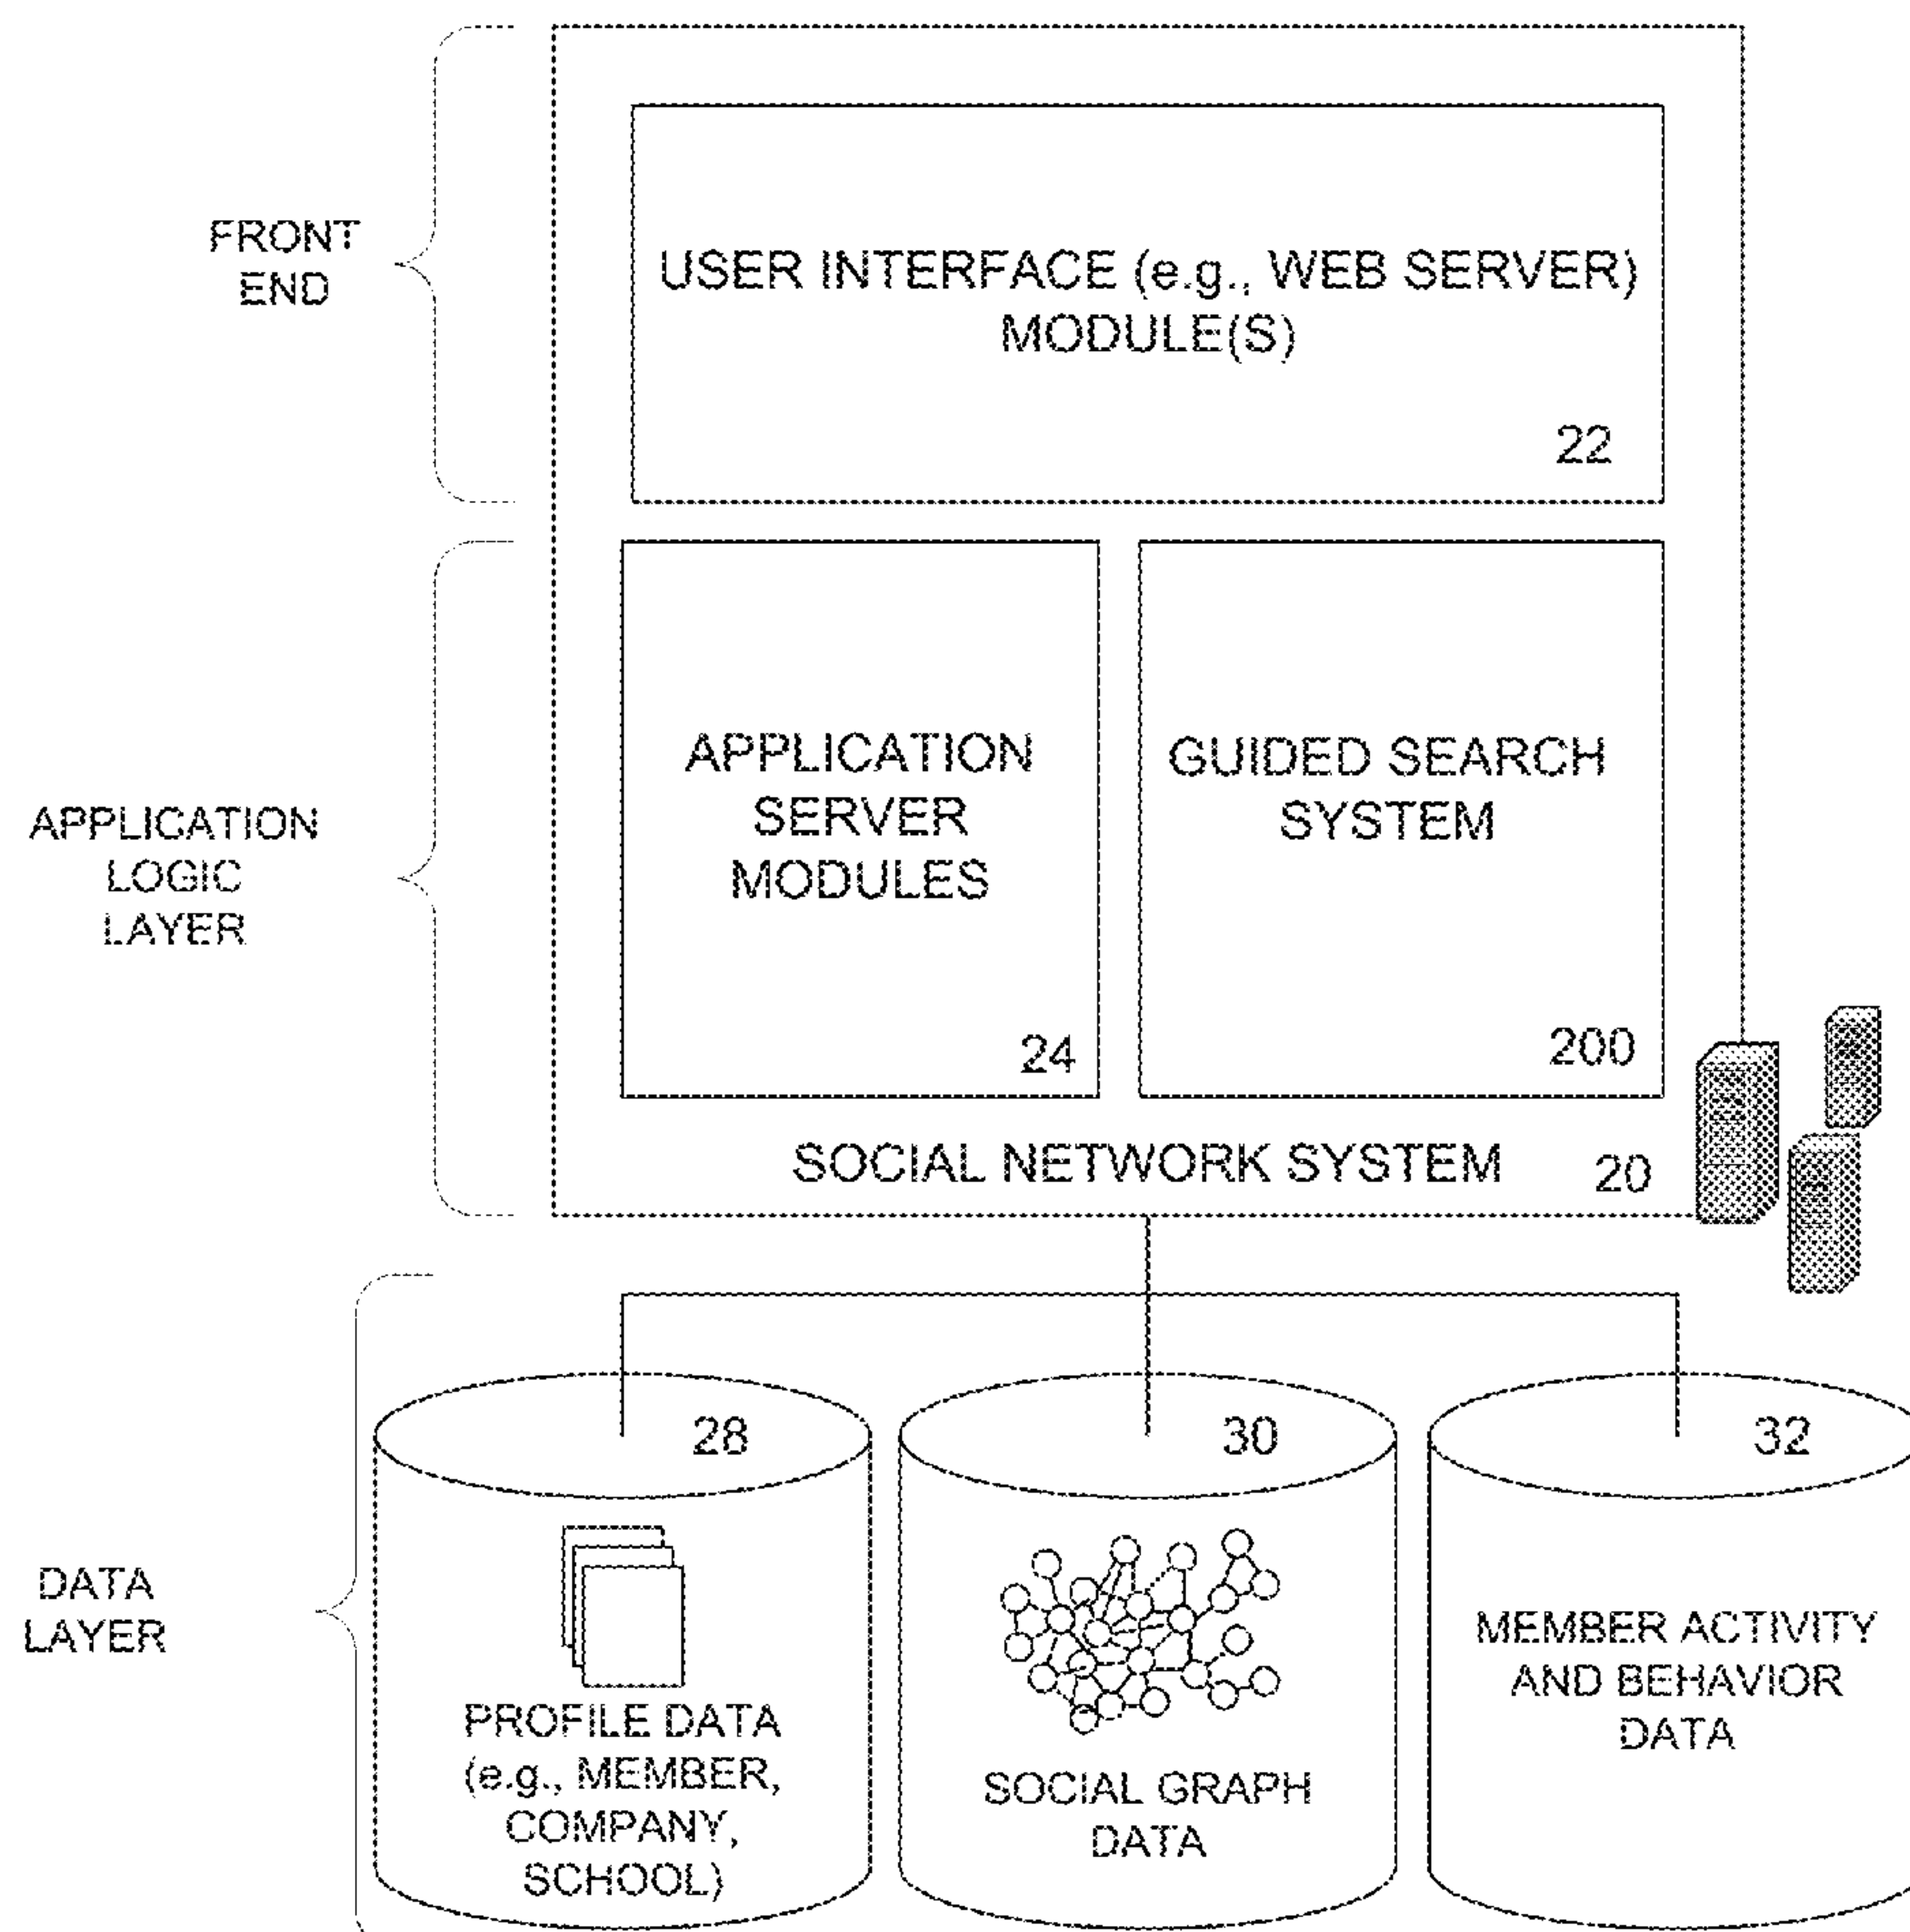 FRONT
END
USER INTERFACE (e.g., WEB SERVER)
MODULE(S)
22
APPLICATION
LOGIC
LAYER
APPLICATION
SERVER
MODULES
24
GUIDED SEARCH
SYSTEM
200
SOCIAL NETWORK SYSTEM
20
DATA
LAYER
28
PROFILE DATA
(e.g., MEMBER,
COMPANY,
SCHOOL)
30
SOCIAL GRAPH
DATA
32
MEMBER ACTIVITY
AND BEHAVIOR
DATA